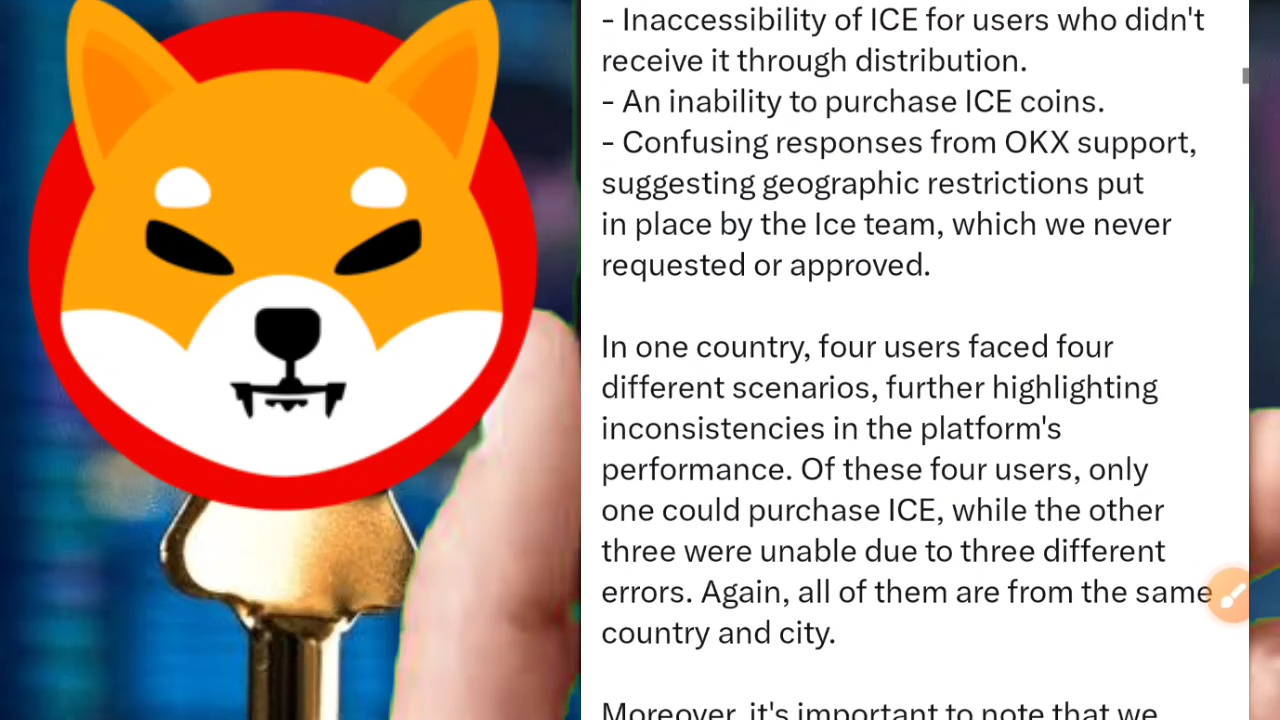 - Inaccessibility of ICE for users who didn't
receive it through distribution.
- An inability to purchase ICE coins.
- Confusing responses from OKX support,
suggesting geographic restrictions put
in place by the Ice team, which we never
requested or approved.
In one country, four users faced four
different scenarios, further highlighting
inconsistencies in the platform's
performance. Of these four users, only
one could purchase ICE, while the other
three were unable due to three different
errors. Again, all of them are from the same
country and city.
Moreover, it's important to note that we